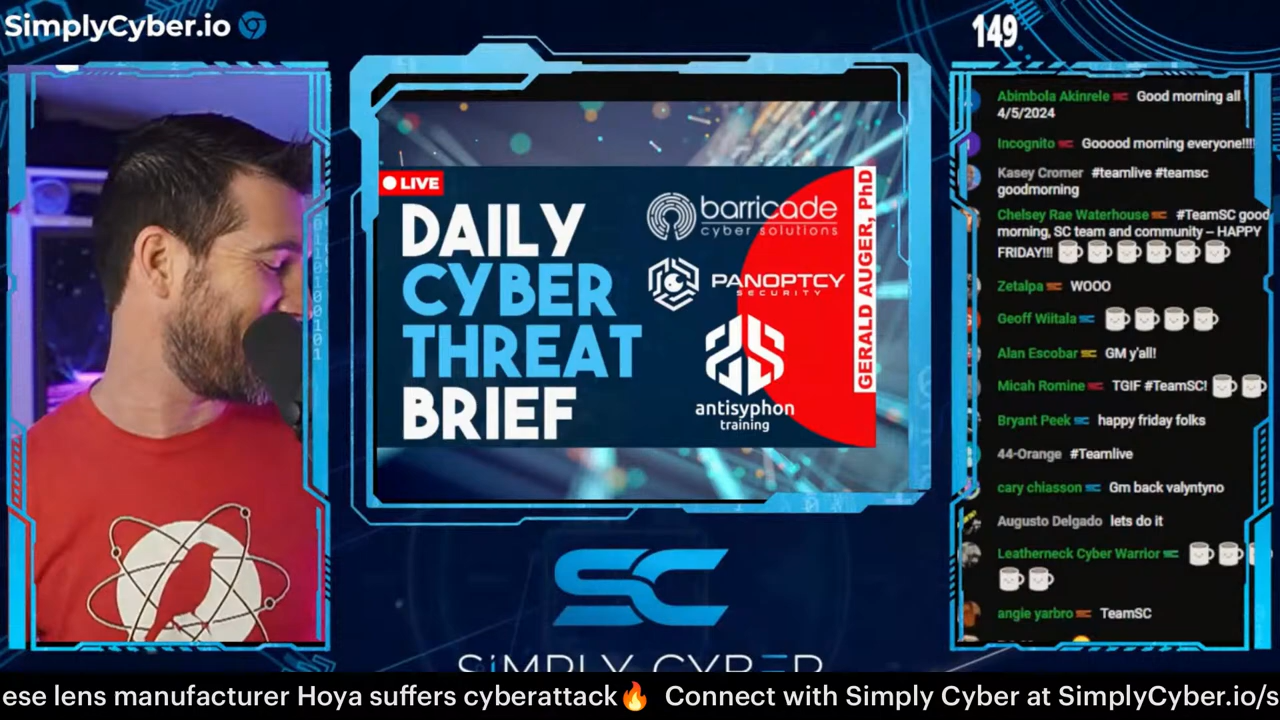 SimplyCyber.io
149
LIVE
DAILY
CYBER
THREAT
BRIEF
barricade
cyber solutions
PANOPTCY
SECURITY
antisyphon
training
GERALD AUGER, PhD
Abimbola Akinrele Good morning all
4/5/2024
Incognito Gooood morning everyone!!!!
Kasey Cromer #teamlive #teamsc
goodmorning
Chelsey Rae Waterhouse #TeamSC good
morning, SC team and community – HAPPY
FRIDAY!!!
Zetalpa WOOO
Geoff Wiitala
Alan Escobar GM y'all!
Micah Romine TGIF #TeamSC!
Bryant Peek happy friday folks
44-Orange #Teamlive
cary chiasson Gm back valyntyno
Augusto Delgado lets do it
Leatherneck Cyber Warrior
angie yarbro TeamSC
SC
SIMPLY CYBER
ese lens manufacturer Hoya suffers cyberattack🔥 Connect with Simply Cyber at SimplyCyber.io/s